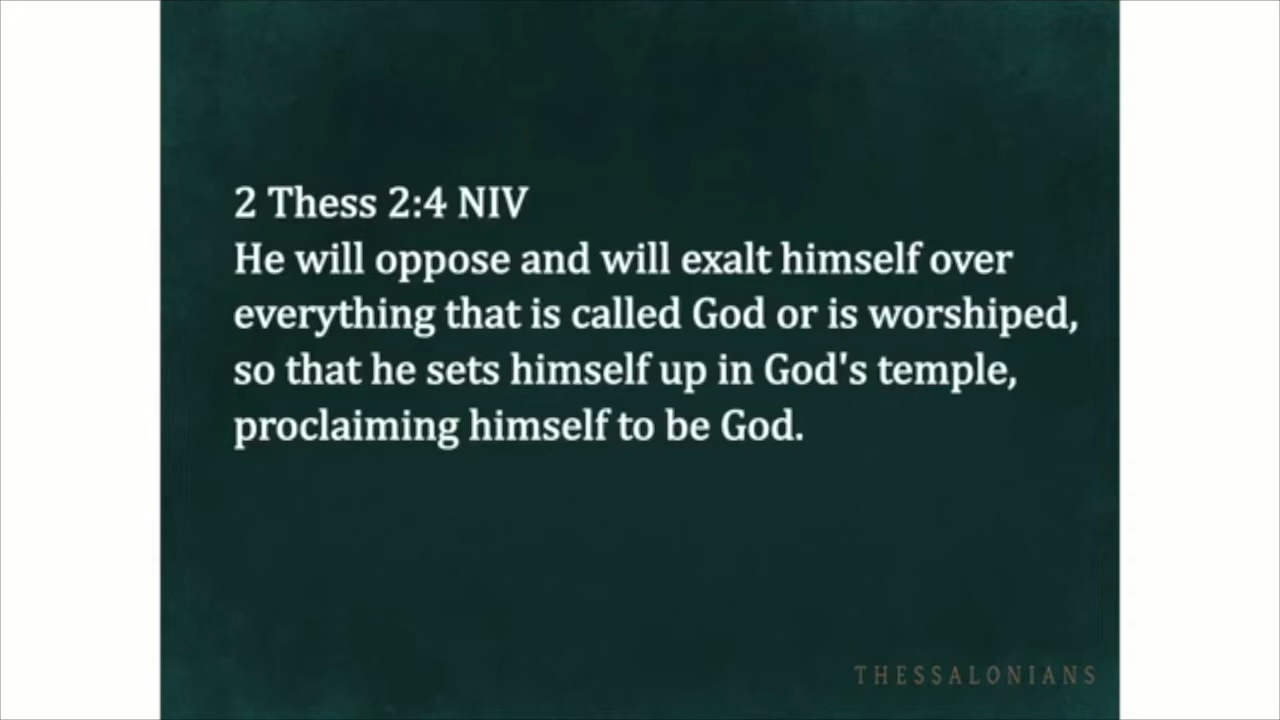 2 Thess 2:4 NIV
He will oppose and will exalt himself over
everything that is called God or is worshiped,
so that he sets himself up in God's temple,
proclaiming himself to be God.
THESSALONIANS